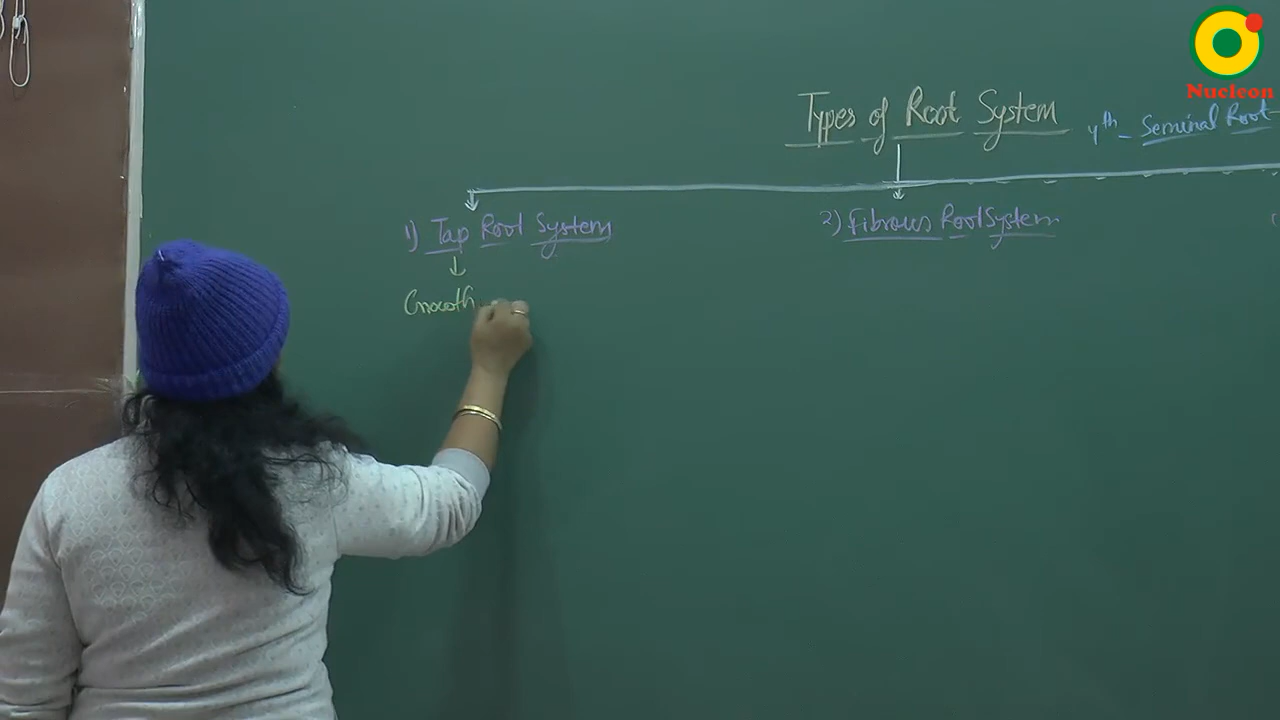 Nucleon
Types of Root System
4th - Seminal Root
1) Tap Root System
2) Fibrous Root System
Growth